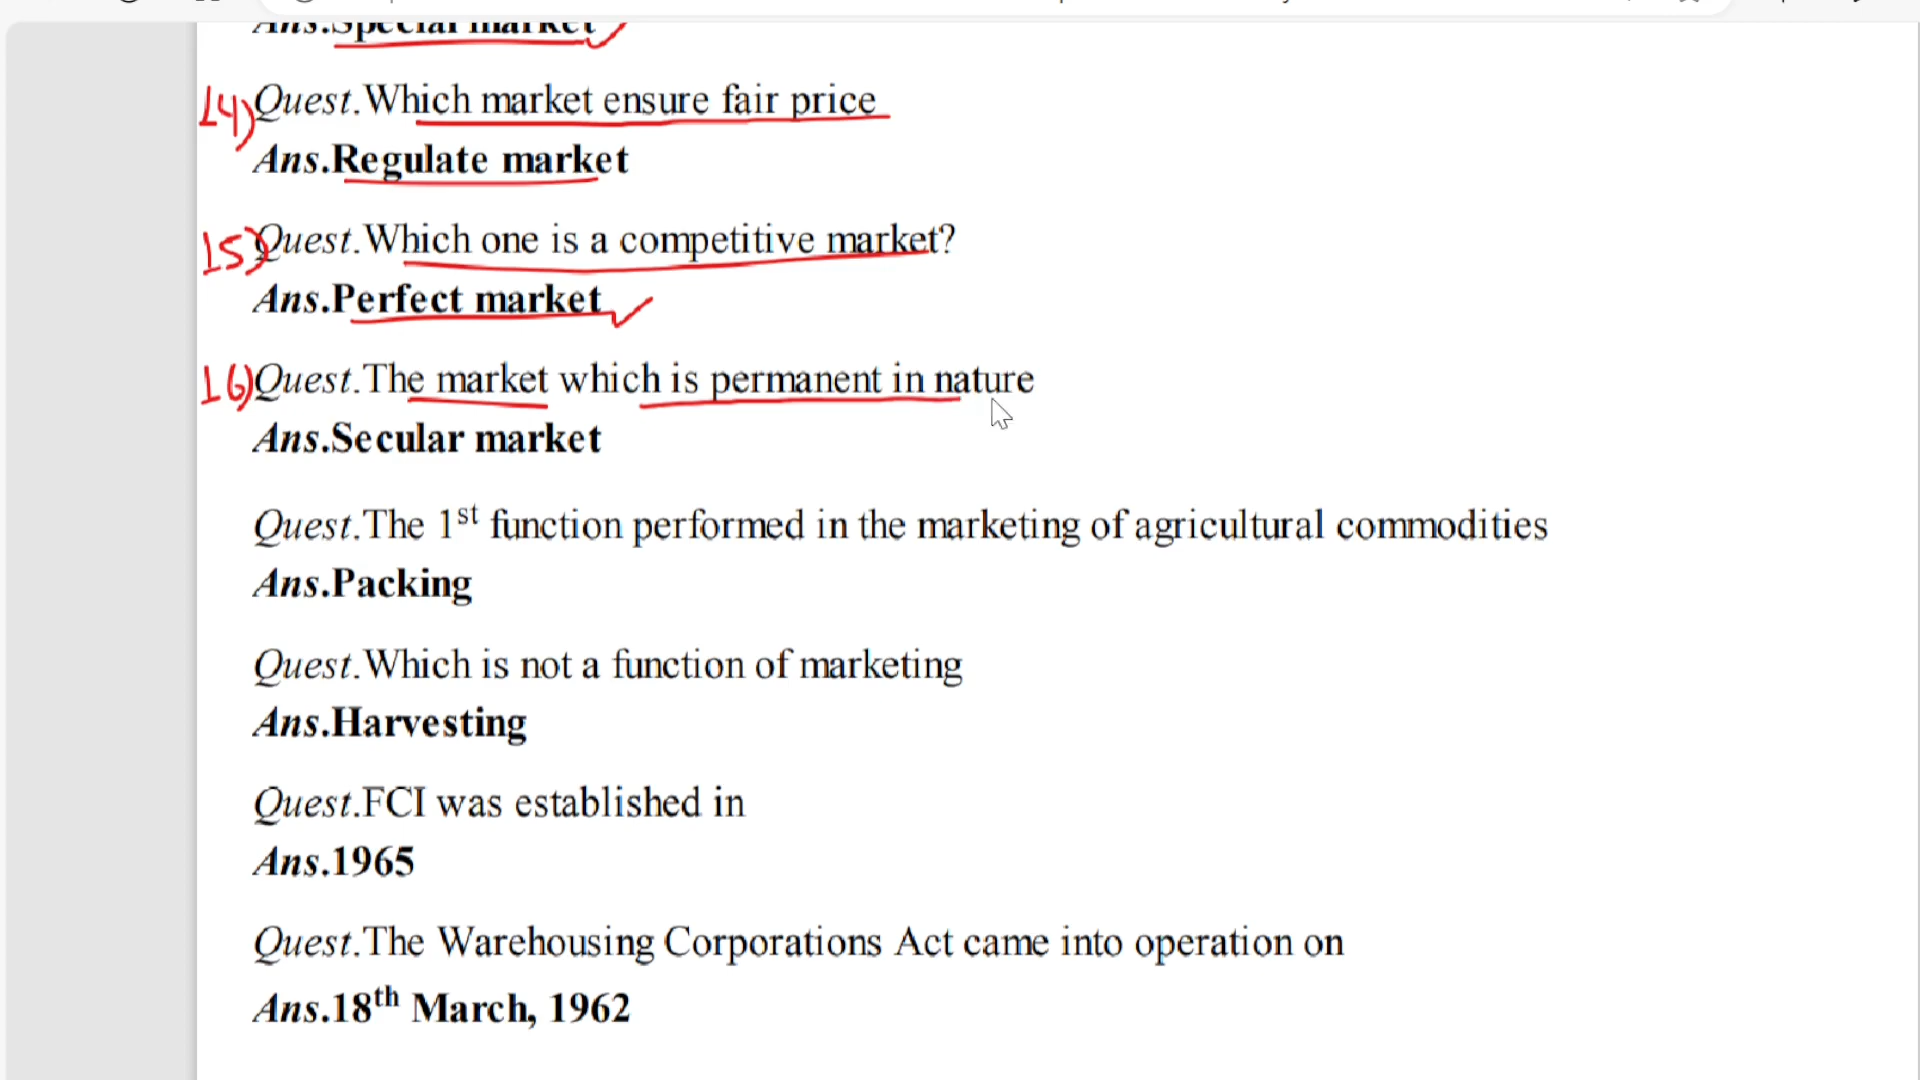 Ans.Special market
14) Quest.Which market ensure fair price
Ans.Regulate market
15) Quest.Which one is a competitive market?
Ans.Perfect market
16) Quest.The market which is permanent in nature
Ans.Secular market
Quest.The 1st function performed in the marketing of agricultural commodities
Ans.Packing
Quest.Which is not a function of marketing
Ans.Harvesting
Quest.FCI was established in
Ans.1965
Quest.The Warehousing Corporations Act came into operation on
Ans.18th March, 1962